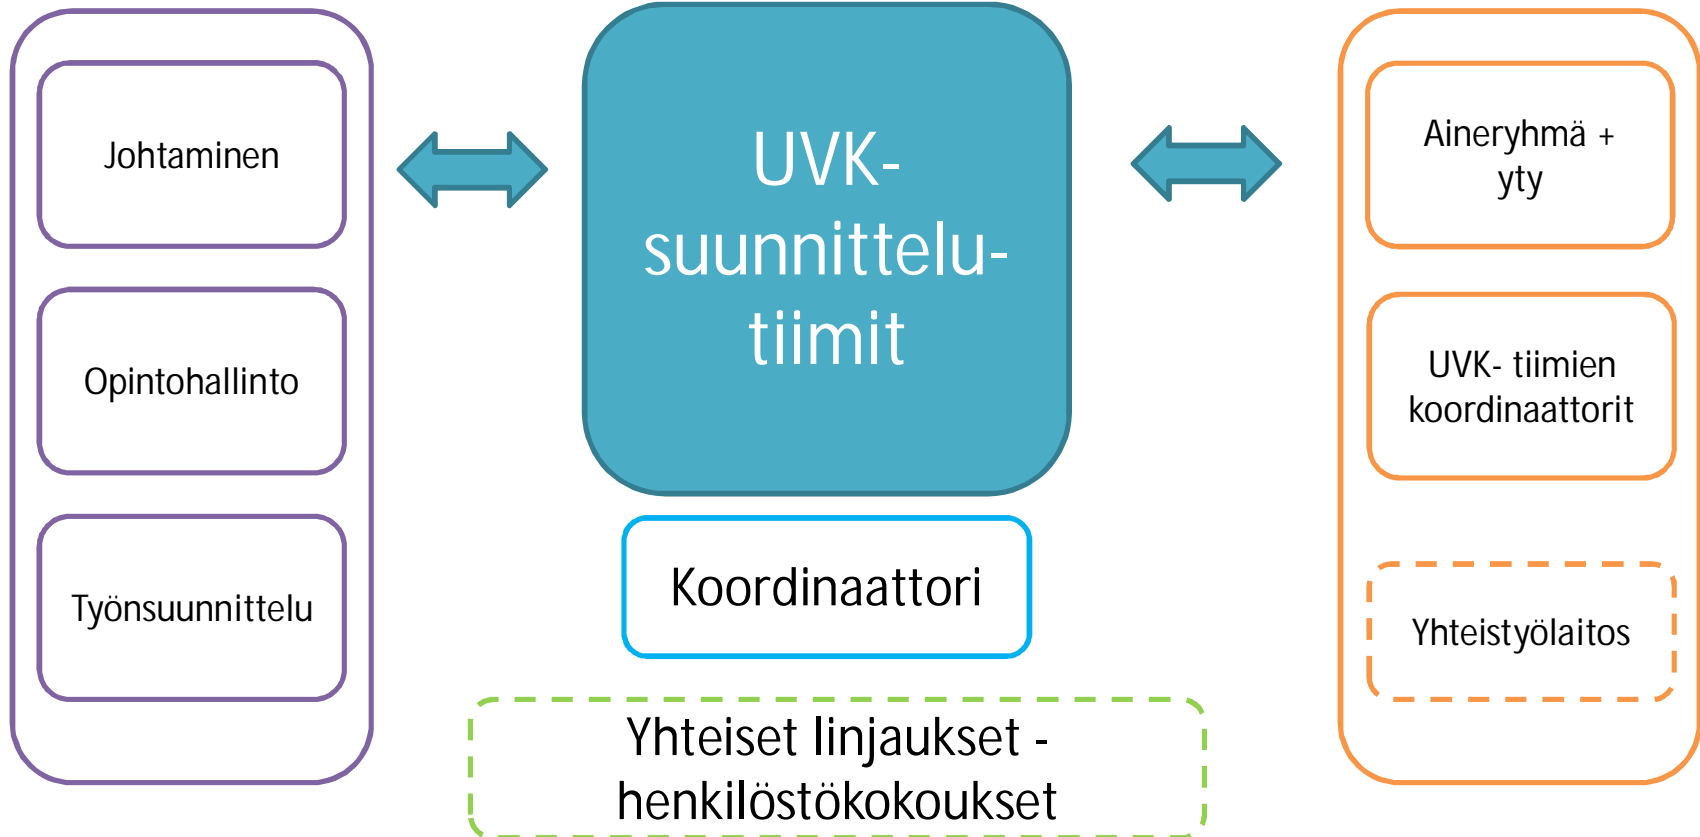 Johtaminen
Opintohallinto
Työnsuunnittelu
UVK-
suunnittelu-
tiimit
Koordinaattori
Yhteiset linjaukset -
henkilöstökokoukset
Aineryhmä +
yty
UVK- tiimien
koordinaattorit
Yhteistyölaitos